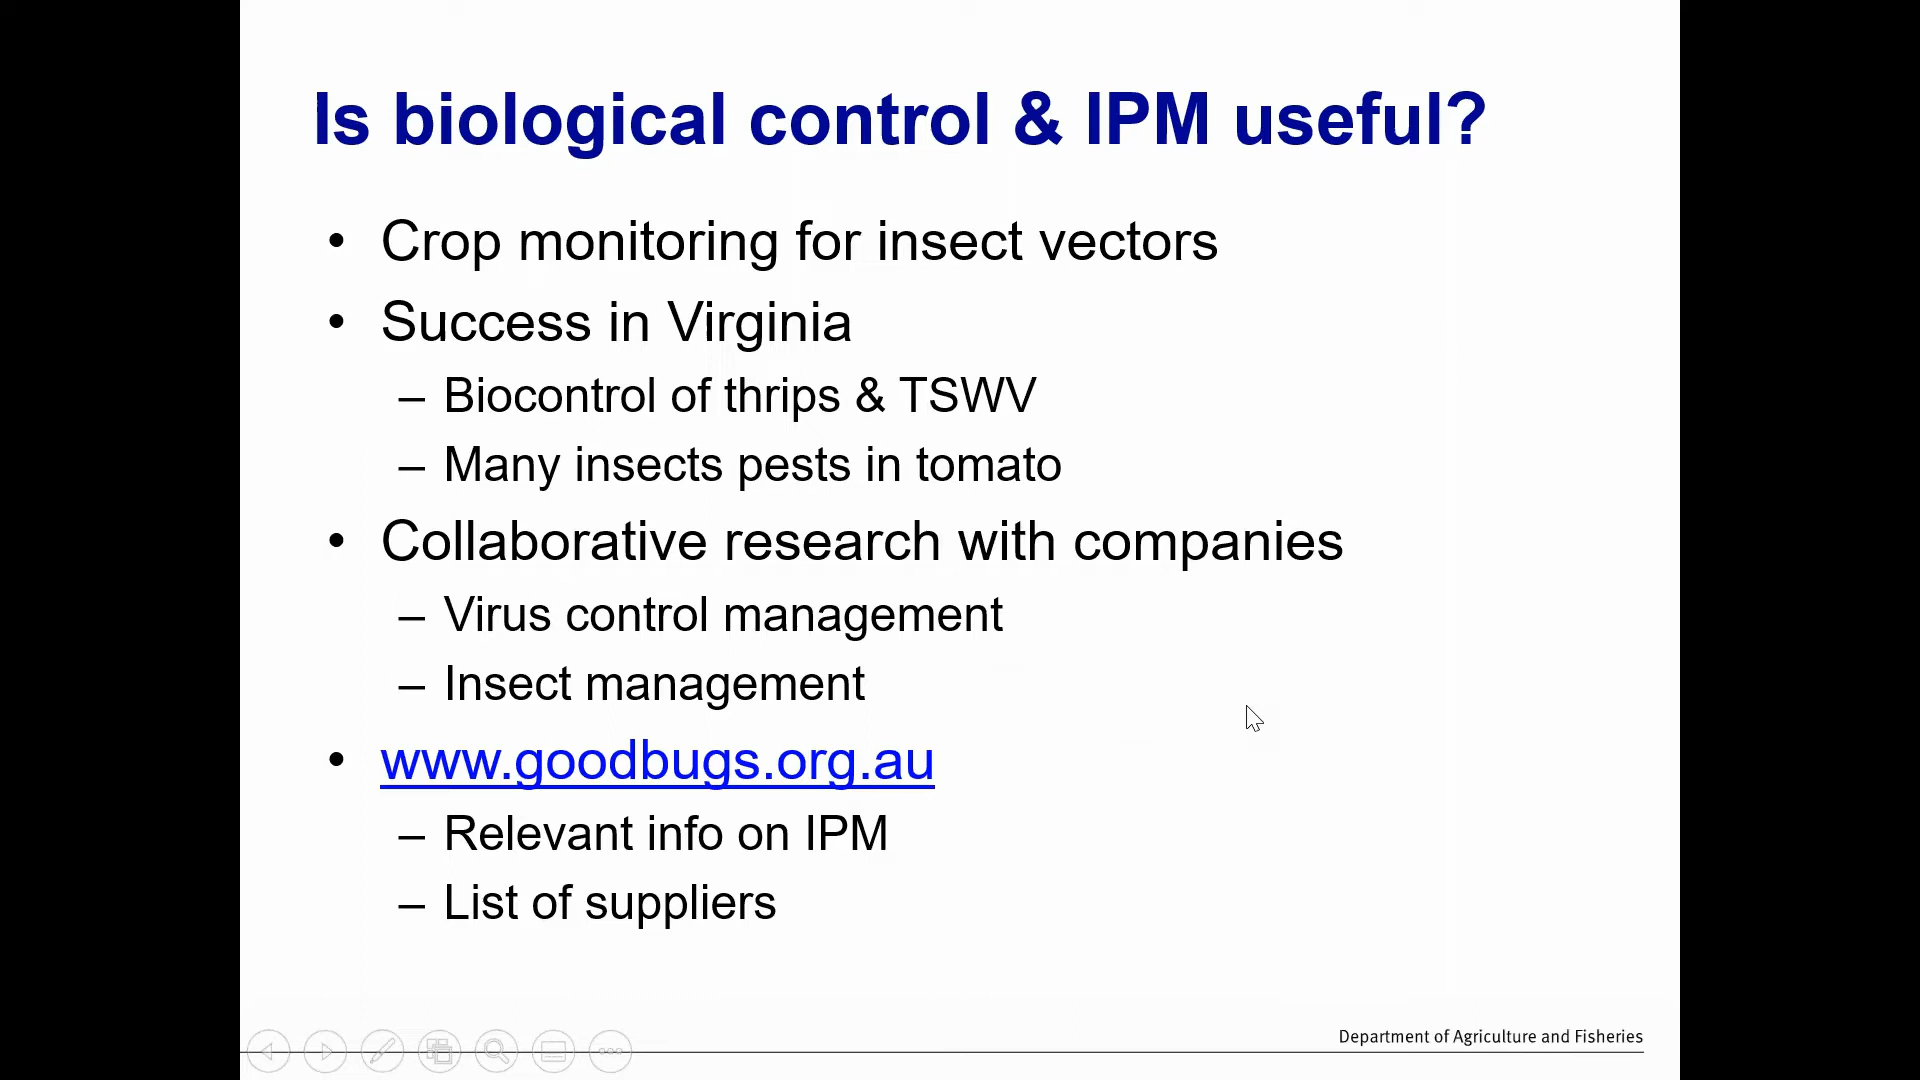 Is biological control & IPM useful?
• Crop monitoring for insect vectors
• Success in Virginia
– Biocontrol of thrips & TSWV
– Many insects pests in tomato
• Collaborative research with companies
– Virus control management
– Insect management
• www.goodbugs.org.au
– Relevant info on IPM
– List of suppliers
Department of Agriculture and Fisheries